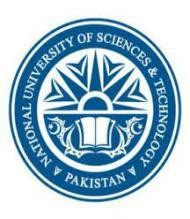 NATIONAL UNIVERSITY OF SCIENCES & TECHNOLOGY
PAKISTAN